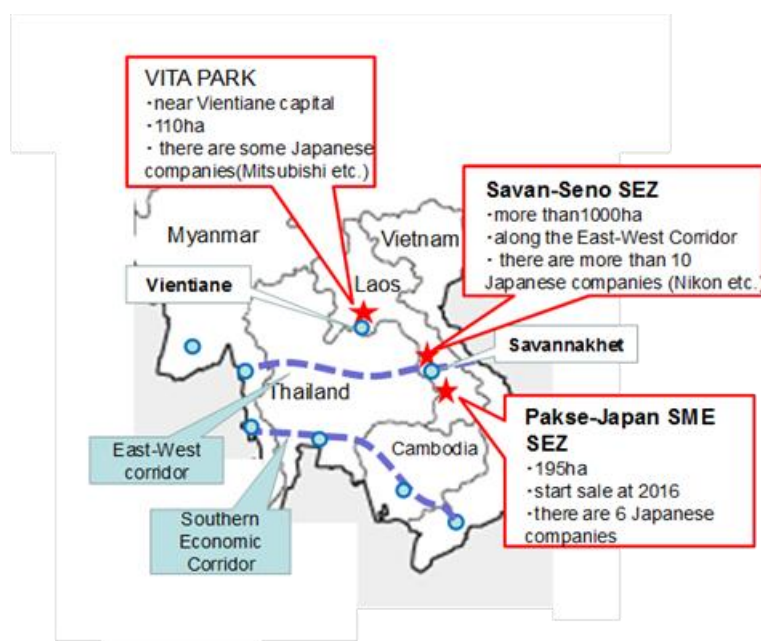 VITA PARK
・near Vientiane capital
・110ha
・there are some Japanese
companies(Mitsubishi etc.)
Savan-Seno SEZ
・more than1000ha
・along the East-West Corridor
・there are more than 10
Japanese companies (Nikon etc.)
Myanmar
Vietnam
Laos
Vientiane
Savannakhet
Thailand
Cambodia
East-West
corridor
Southern
Economic
Corridor
Pakse-Japan SME
SEZ
・195ha
・start sale at 2016
・there are 6 Japanese
companies